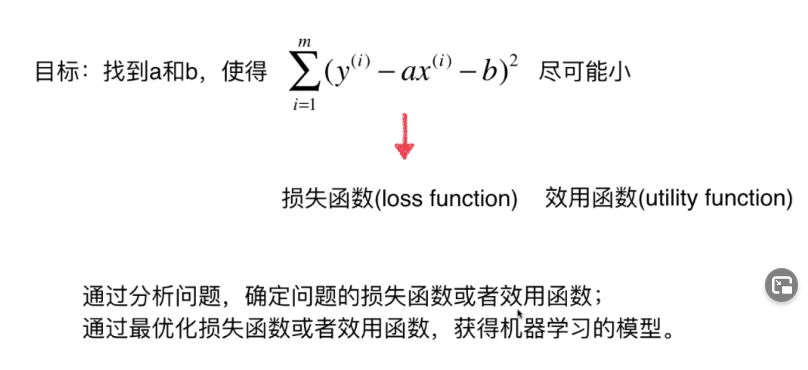 目标：找到a和b，使得 \sum_{i=1}^{m}(y^{(i)} - ax^{(i)} - b)^2 尽可能小
损失函数(loss function) 效用函数(utility function)
通过分析问题，确定问题的损失函数或者效用函数；
通过最优化损失函数或者效用函数，获得机器学习的模型。